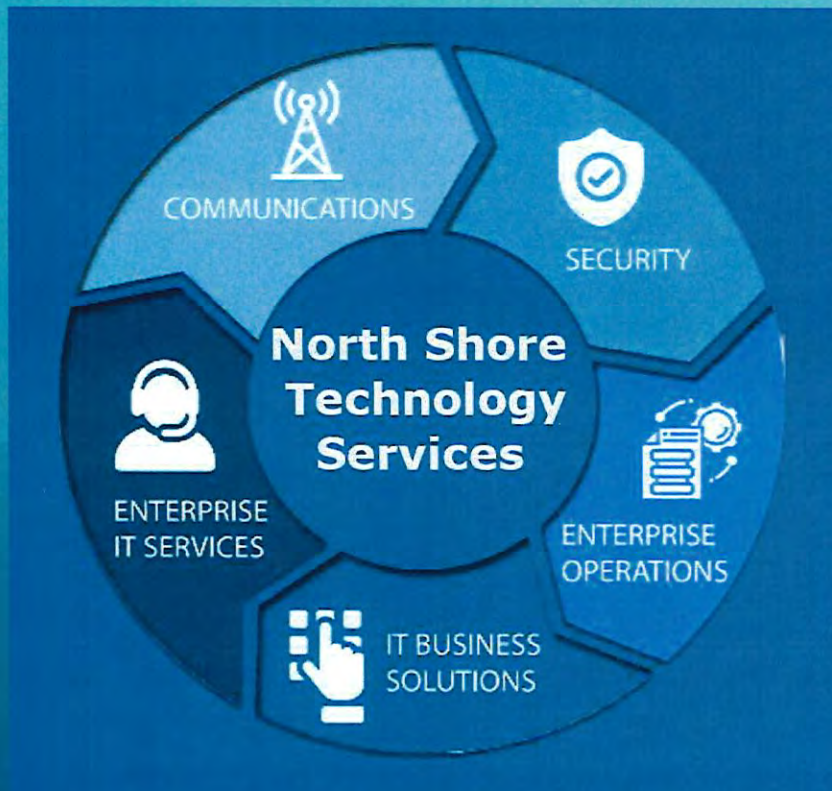 COMMUNICATIONS
SECURITY
North Shore
Technology
Services
ENTERPRISE
IT SERVICES
ENTERPRISE
OPERATIONS
IT BUSINESS
SOLUTIONS